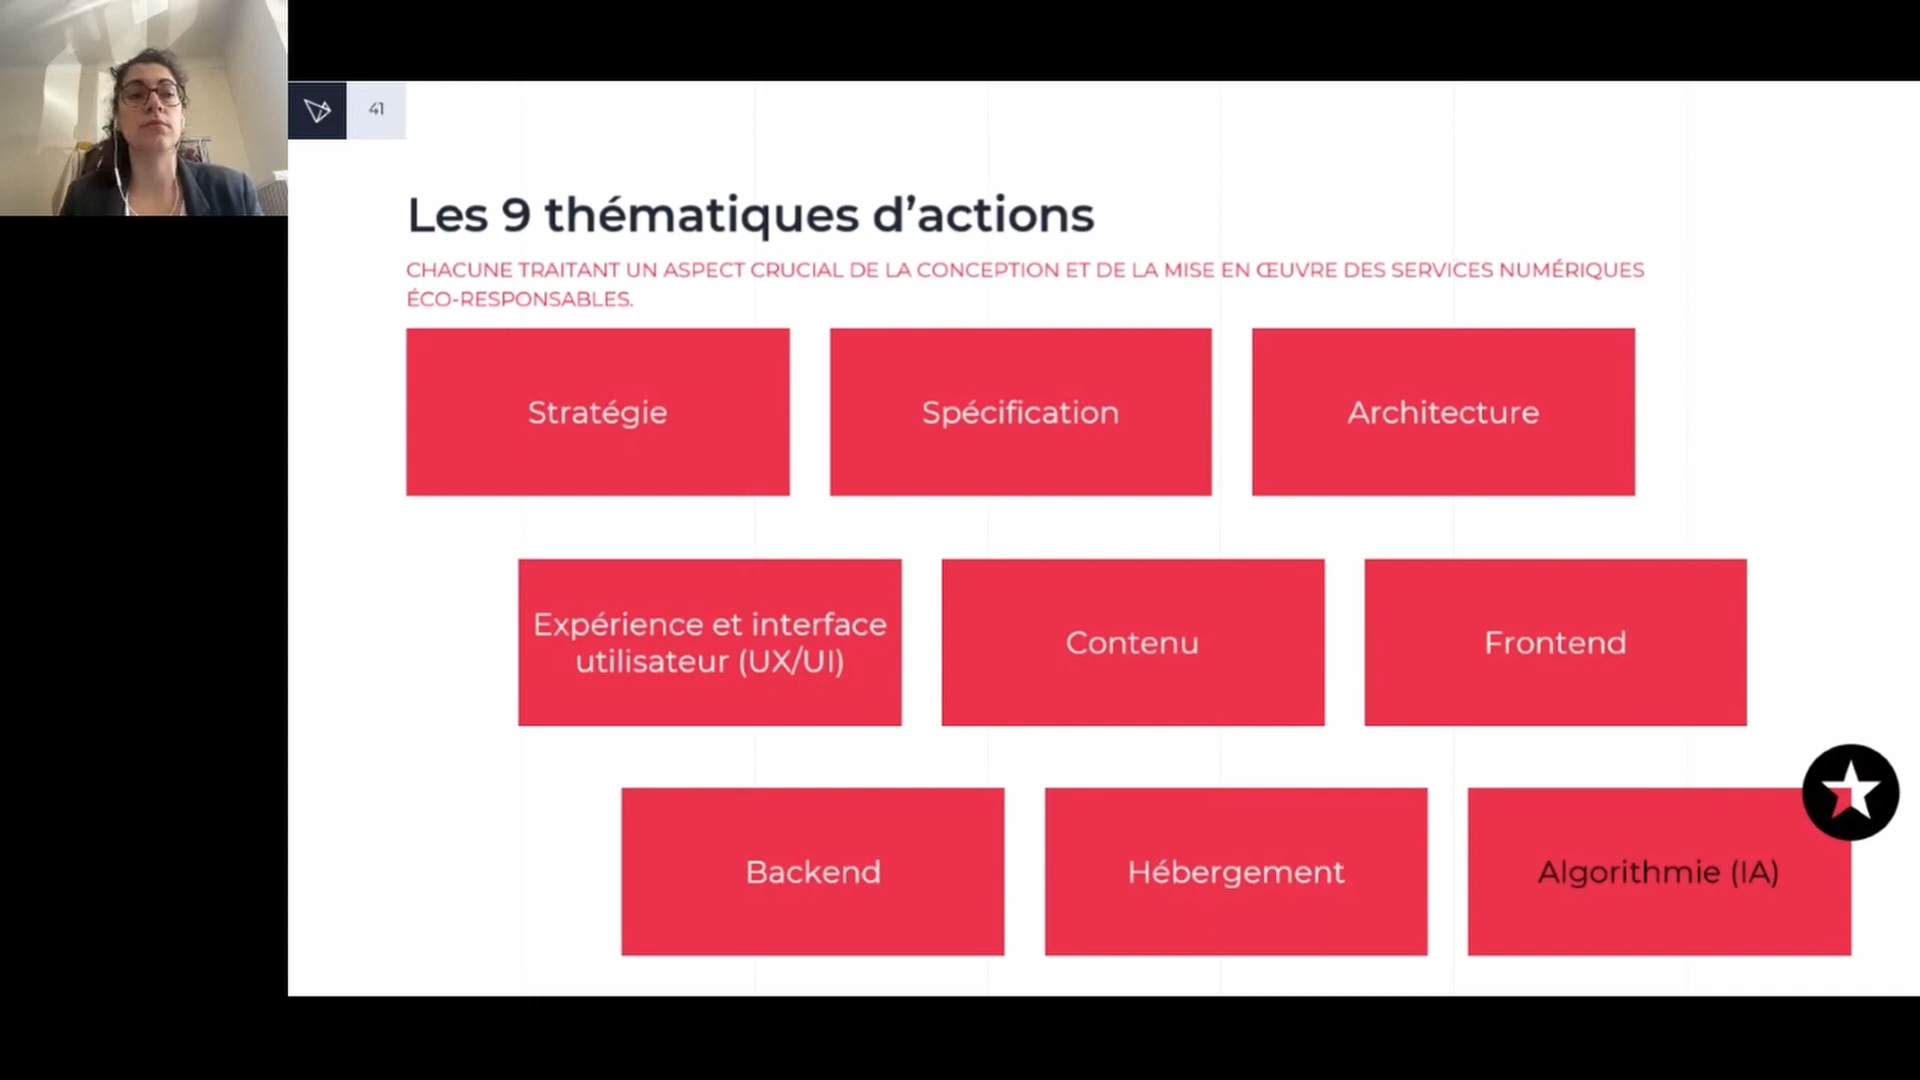 41
Les 9 thématiques d’actions
CHACUNE TRAITANT UN ASPECT CRUCIAL DE LA CONCEPTION ET DE LA MISE EN ŒUVRE DES SERVICES NUMÉRIQUES
ÉCO-RESPONSABLES.
Stratégie
Spécification
Architecture
Expérience et interface
utilisateur (UX/UI)
Contenu
Frontend
Backend
Hébergement
Algorithmie (IA)